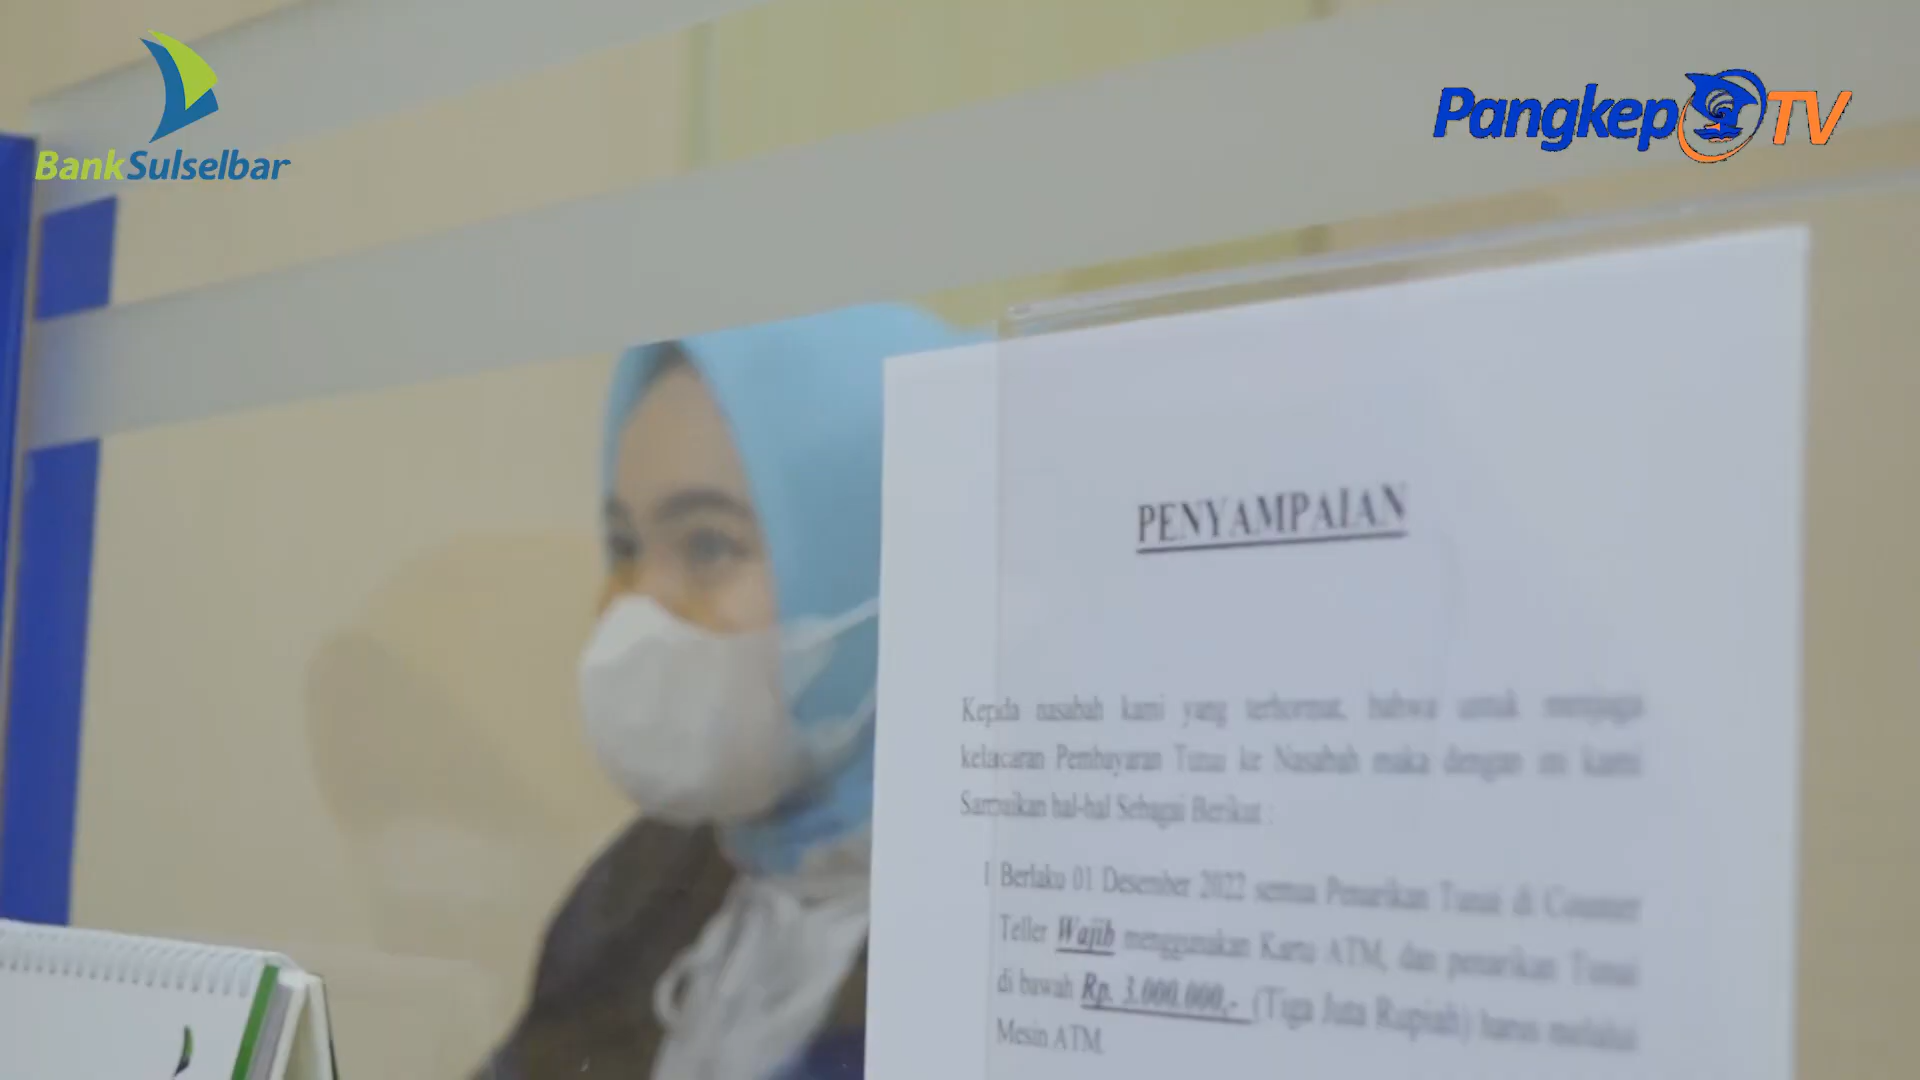 BankSulselbar
Pangkep TV
PENYAMPAIAN
Kepada nasabah kami yang terhormat, bahwa untuk menjaga
kelancaran Pembayaran Tunai ke Nasabah maka dengan ini kami
Sampaikan hal-hal Sebagai Berikut :
1 Berlaku 01 Desember 2022 semua Penarikan Tunai di Counter
Teller Wajib menggunakan Kartu ATM, dan penarikan Tunai
di bawah Rp. 3.000.000,- (Tiga Juta Rupiah) harus melalui
Mesin ATM.